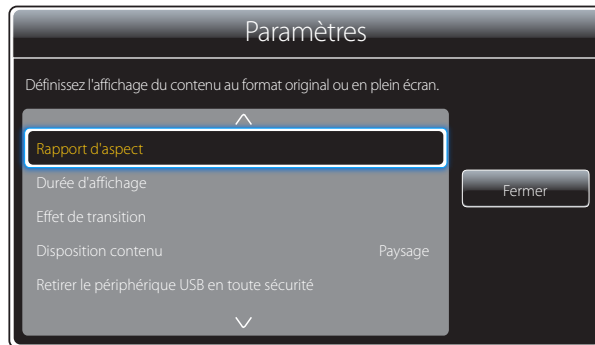 Paramètres
Définissez l'affichage du contenu au format original ou en plein écran.
Rapport d'aspect
Durée d'affichage
Fermer
Effet de transition
Disposition contenu Paysage
Retirer le périphérique USB en toute sécurité